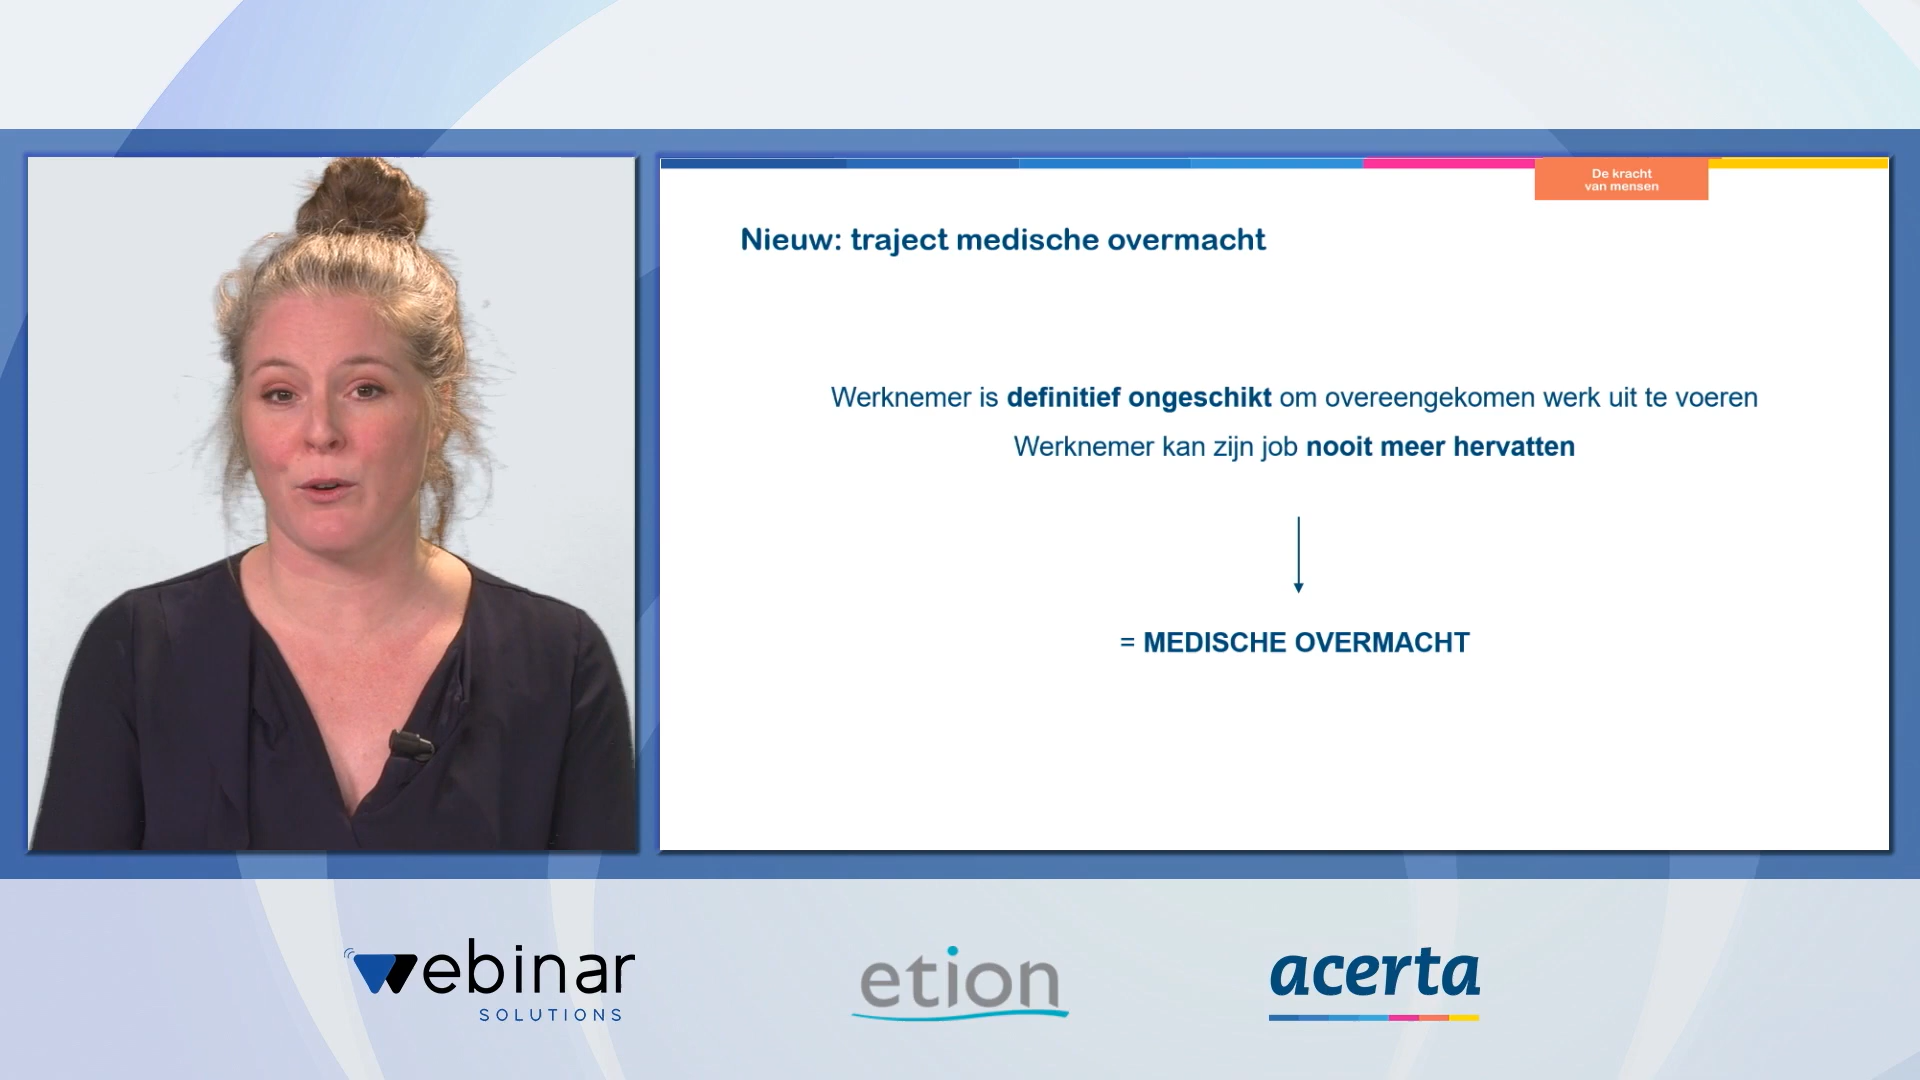 De kracht
van mensen
Nieuw: traject medische overmacht
Werknemer is definitief ongeschikt om overeengekomen werk uit te voeren
Werknemer kan zijn job nooit meer hervatten
= MEDISCHE OVERMACHT
Webinar
SOLUTIONS
etion
acerta